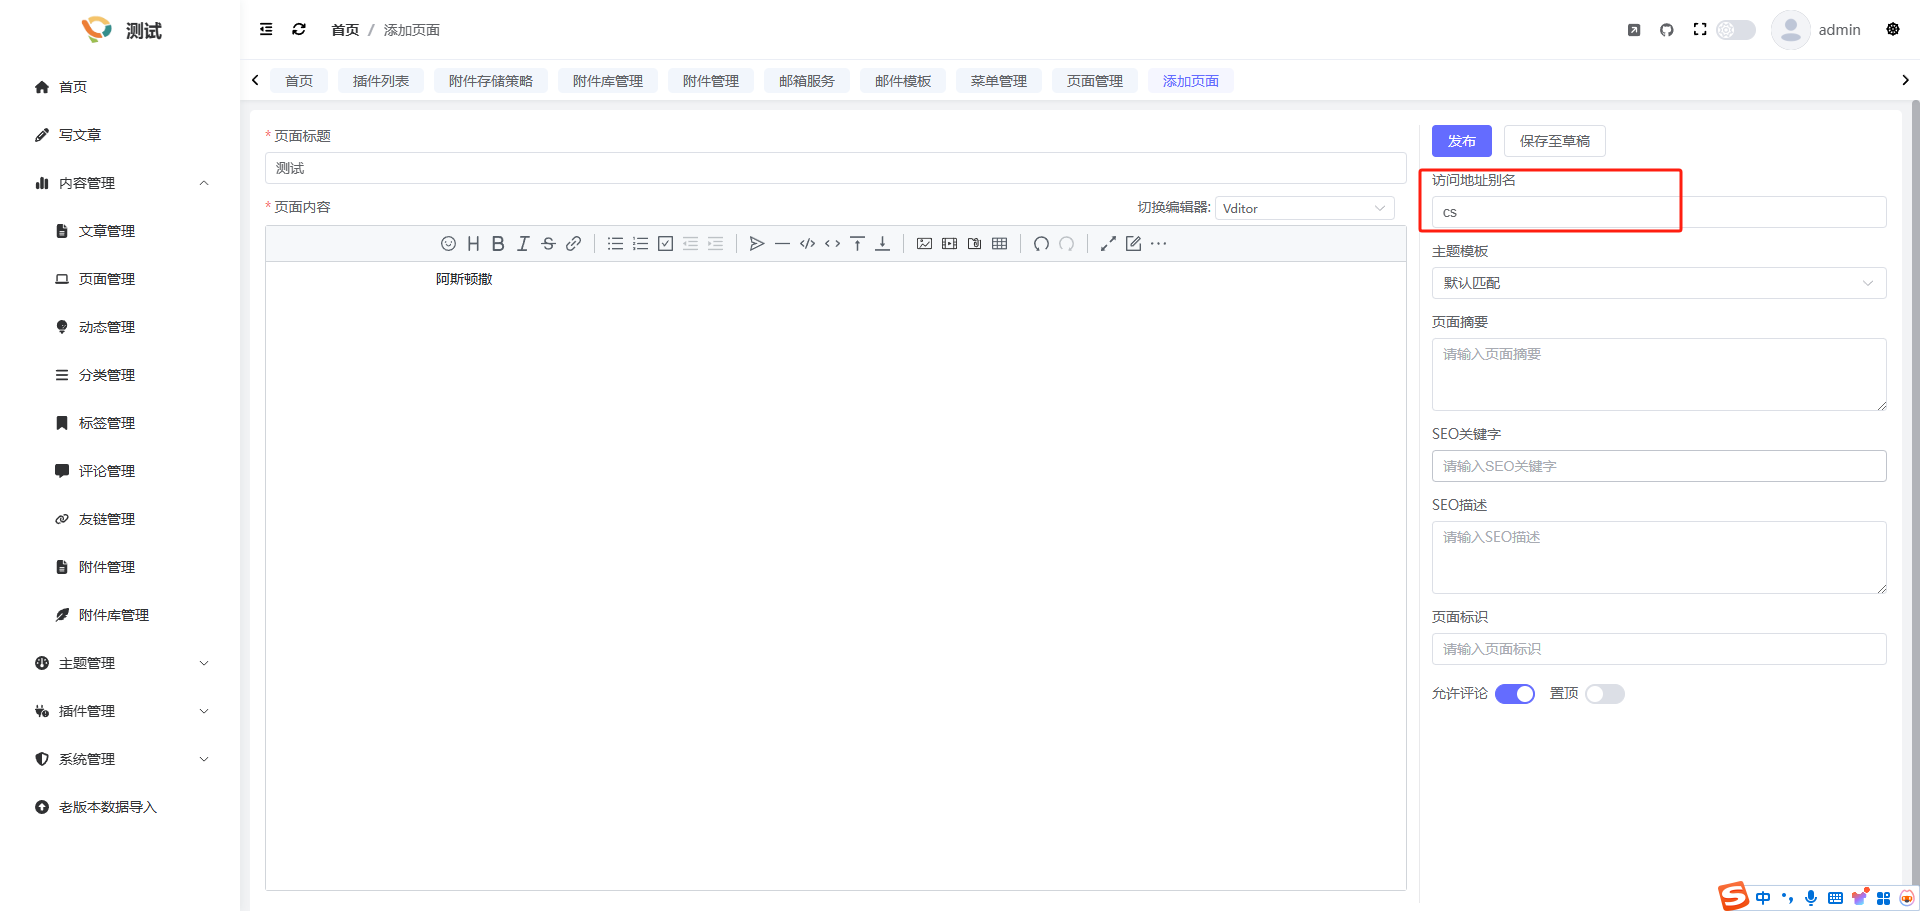 测试
首页 / 添加页面
admin
首页
插件列表
附件存储策略
附件库管理
附件管理
邮箱服务
邮件模板
菜单管理
页面管理
添加页面
首页
写文章
内容管理
文章管理
页面管理
动态管理
分类管理
标签管理
评论管理
友链管理
附件管理
附件库管理
主题管理
插件管理
系统管理
老版本数据导入
* 页面标题
测试
* 页面内容
切换编辑器: Vditor
阿斯顿撒
发布
保存至草稿
访问地址别名
cs
主题模板
默认匹配
页面摘要
请输入页面摘要
SEO关键字
请输入SEO关键字
SEO描述
请输入SEO描述
页面标识
请输入页面标识
允许评论
置顶
中